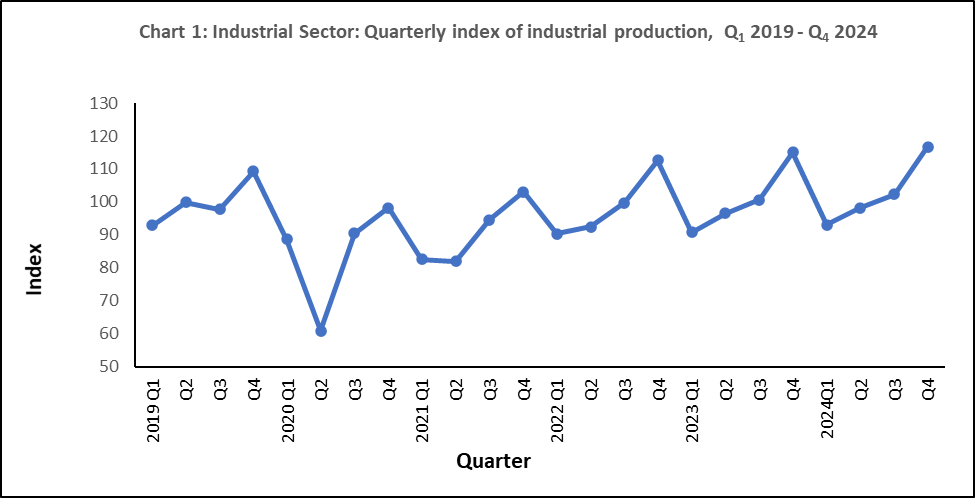 Chart 1: Industrial Sector: Quarterly index of industrial production, Q1 2019 - Q4 2024
130
120
110
100
90
80
70
60
50
Index
2019 Q1
Q2
Q3
Q4
2020 Q1
Q2
Q3
Q4
2021 Q1
Q2
Q3
Q4
2022 Q1
Q2
Q3
Q4
2023 Q1
Q2
Q3
Q4
2024Q1
Q2
Q3
Q4
Quarter